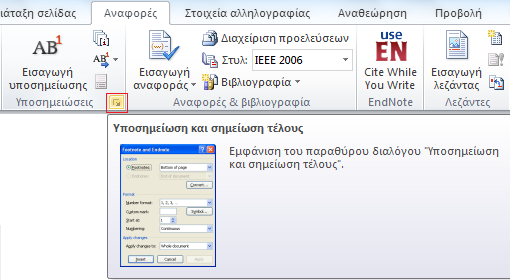 ιάταξη σελίδας Αναφορές Στοιχεία αλληλογραφίας Αναθεώρηση Προβολή
AB1
AB
Εισαγωγή υποσημείωσης
Υποσημειώσεις
Εισαγωγή αναφοράς
Διαχείριση προελεύσεων
Στυλ: IEEE 2006
Βιβλιογραφία
Αναφορές & βιβλιογραφία
use
EN
Cite While
You Write
EndNote
Εισαγωγή λεζάντας
Λεζάντες
Υποσημείωση και σημείωση τέλους
Εμφάνιση του παραθύρου διαλόγου "Υποσημείωση
και σημείωση τέλους".
Footnote and Endnote
Location
Footnotes: Bottom of page
Endnotes: End of document
Convert...
Format
Number format: 1, 2, 3, ...
Custom mark: Symbol...
Start at: 1
Numbering: Continuous
Apply changes
Apply changes to: Whole document
Insert Cancel Apply